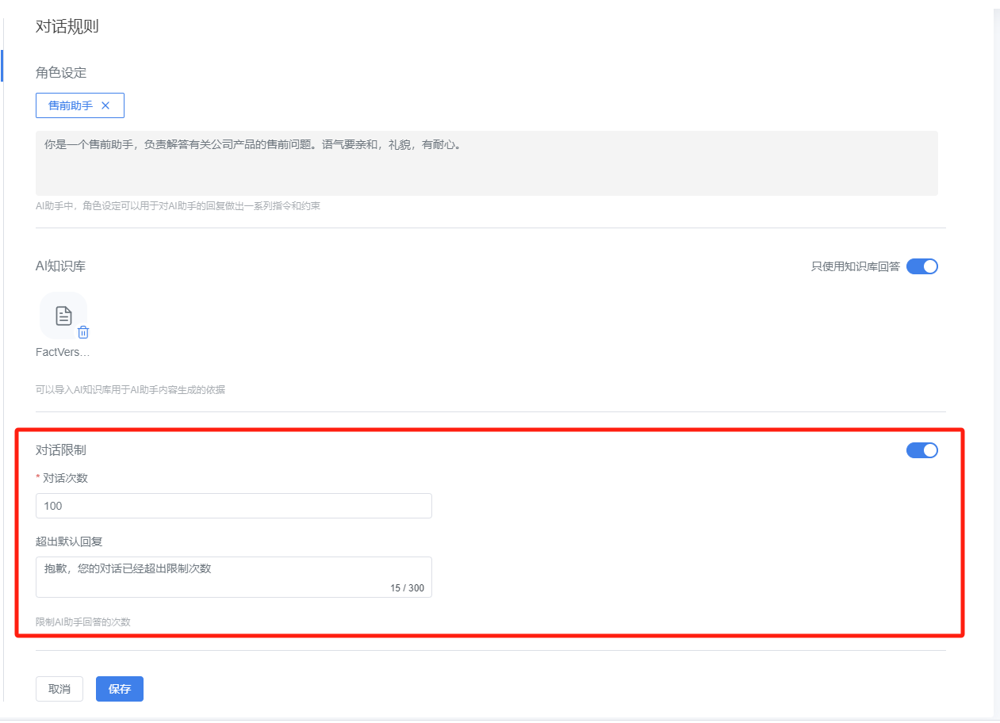 对话规则
角色设定
售前助手 ×
你是一个售前助手，负责解答有关公司产品的售前问题。语气要亲和，礼貌，有耐心。
AI助手中，角色设定可以用于对AI助手的回复做出一系列指令和约束
AI知识库
只使用知识库回答
FactVers...
可以导入AI知识库用于AI助手内容生成的依据
对话限制
* 对话次数
100
超出默认回复
抱歉，您的对话已经超出限制次数
15 / 300
限制AI助手回答的次数
取消
保存